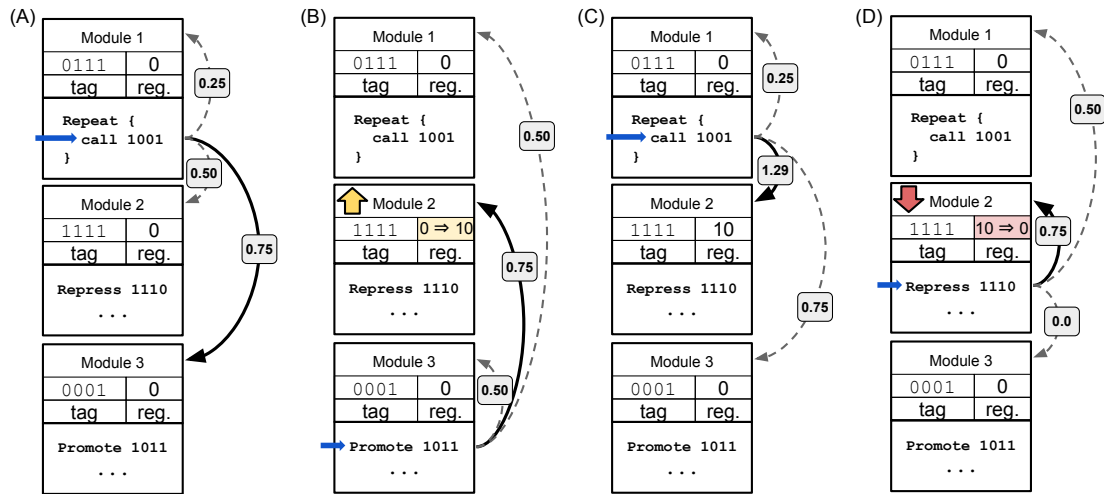 (A)
Module 1
0111 0
tag reg.
Repeat {
call 1001
}
0.25
0.50
Module 2
1111 0
tag reg.
0.75
Repress 1110
...
Module 3
0001 0
tag reg.
Promote 1011
...
(B)
Module 1
0111 0
tag reg.
Repeat {
call 1001
}
0.50
Module 2
1111 0 ⇒ 10
tag reg.
0.75
Repress 1110
...
Module 3
0001 0
tag reg.
0.50
Promote 1011
...
(C)
Module 1
0111 0
tag reg.
0.25
Repeat {
call 1001
}
1.29
Module 2
1111 10
tag reg.
Repress 1110
...
0.75
Module 3
0001 0
tag reg.
Promote 1011
...
(D)
Module 1
0111 0
tag reg.
0.50
Repeat {
call 1001
}
Module 2
1111 10 ⇒ 0
tag reg.
0.75
Repress 1110
...
0.0
Module 3
0001 0
tag reg.
Promote 1011
...